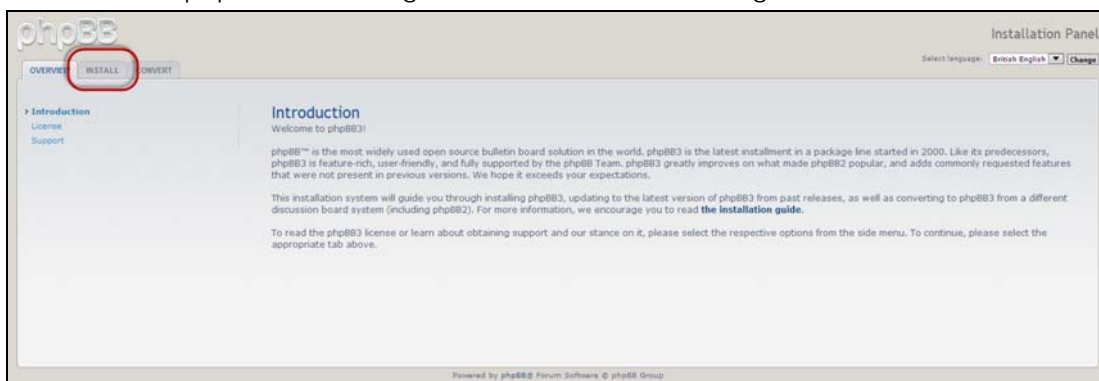 phpBB
Installation Panel
Select language: British English Change
OVERVIEW INSTALL CONVERT
Introduction
License
Support
Introduction
Welcome to phpBB3!
phpBB™ is the most widely used open source bulletin board solution in the world. phpBB3 is the latest installment in a package line started in 2000. Like its predecessors,
phpBB3 is feature-rich, user-friendly, and fully supported by the phpBB Team. phpBB3 greatly improves on what made phpBB2 popular, and adds commonly requested features
that were not present in previous versions. We hope it exceeds your expectations.
This installation system will guide you through installing phpBB3, updating to the latest version of phpBB3 from past releases, as well as converting to phpBB3 from a different
discussion board system (including phpBB2). For more information, we encourage you to read the installation guide.
To read the phpBB3 license or learn about obtaining support and our stance on it, please select the respective options from the side menu. To continue, please select the
appropriate tab above.
Powered by phpBB® Forum Software © phpBB Group